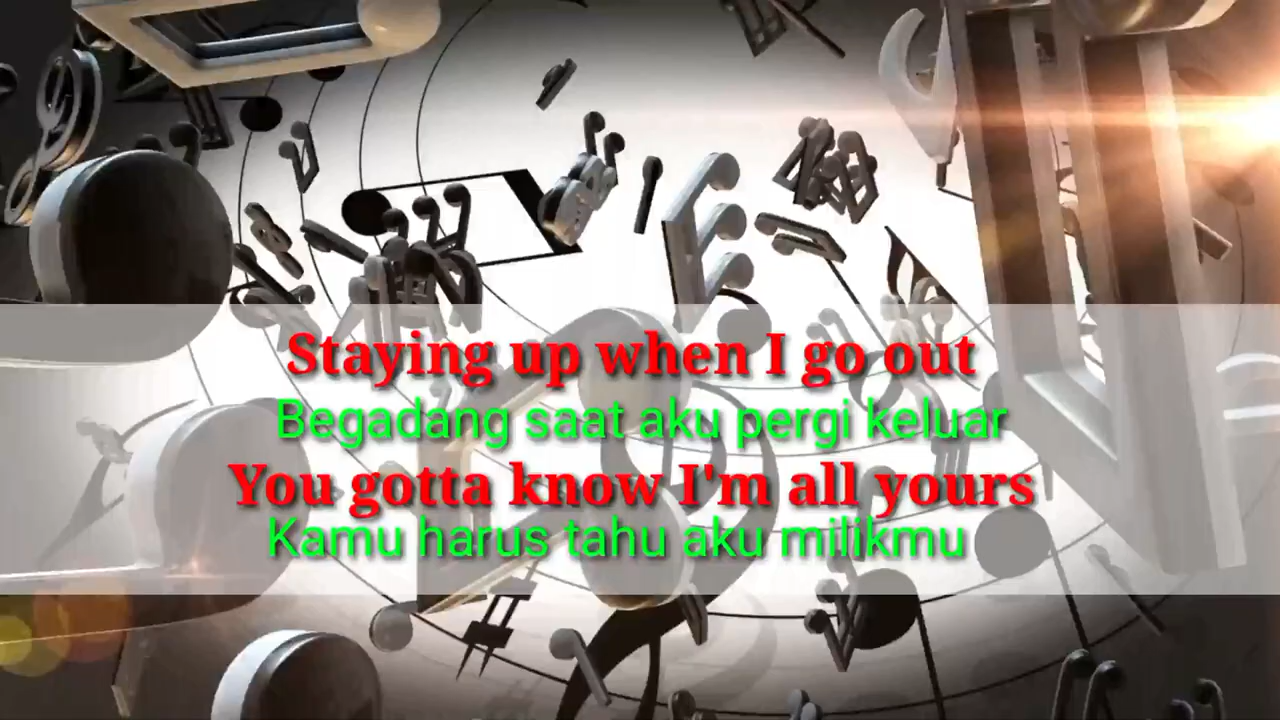 Staying up when I go out
Begadang saat aku pergi keluar
You gotta know I'm all yours
Kamu harus tahu aku milikmu